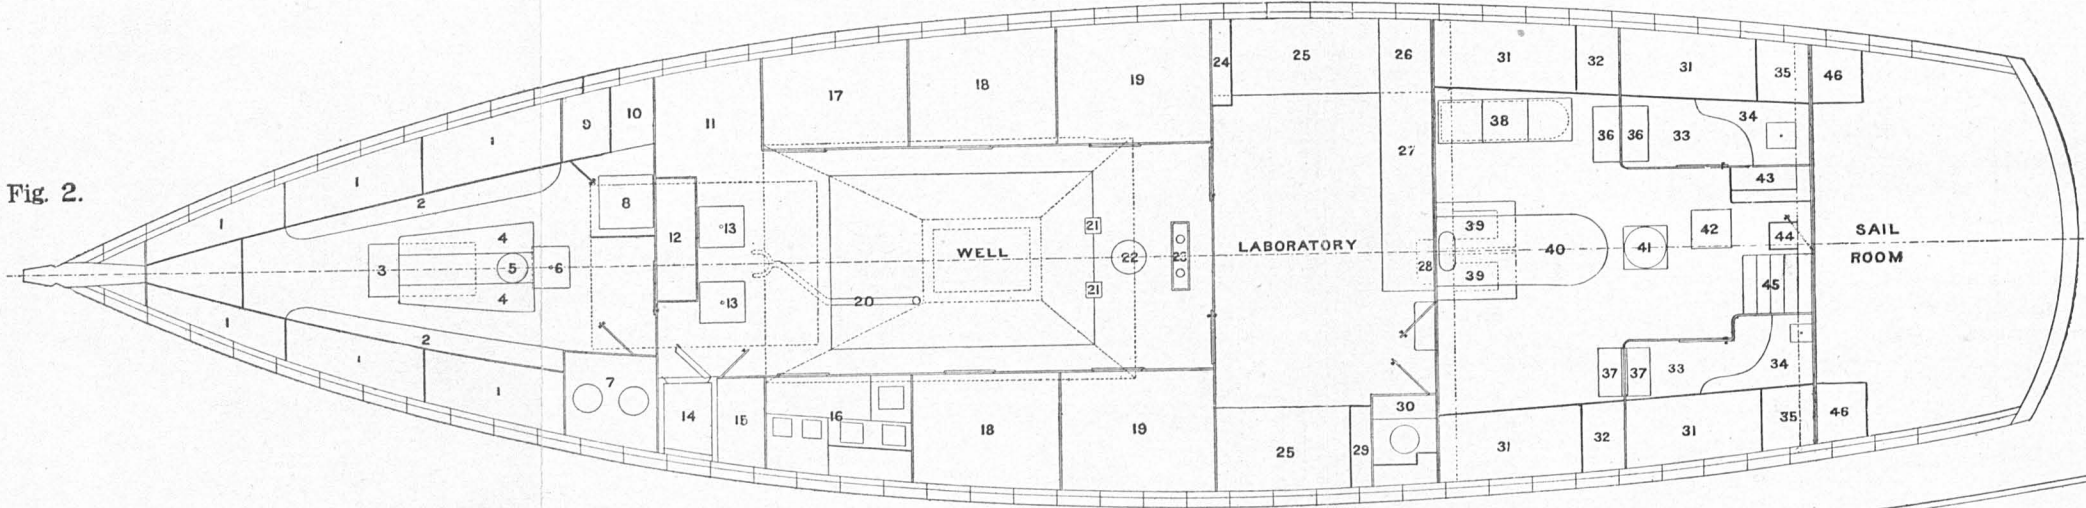 Fig. 2.
1 1 1 9 10 11 17 18 19 24 25 26 31 32 31 35 46
2 8 12 13 27 38 36 36 33 34 43
3 4 5 6 4 20 WELL 21 22 23 21 LABORATORY 28 39 39 40 41 42 44 45 SAIL
ROOM
13
2 37 37 33 34
1 1 1 7 14 15 16 18 19 25 29 30 31 32 31 35 46